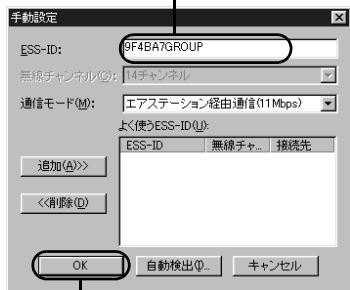 手動設定
ESS-ID: 9F4BA7GROUP
無線チャンネル(C): 14チャンネル
通信モード(M): エアステーション経由通信(11Mbps)
よく使うESS-ID(U):
ESS-ID 無線チャ... 接続先
追加(A)>>
<<削除(D)
OK 自動検出(I)... キャンセル